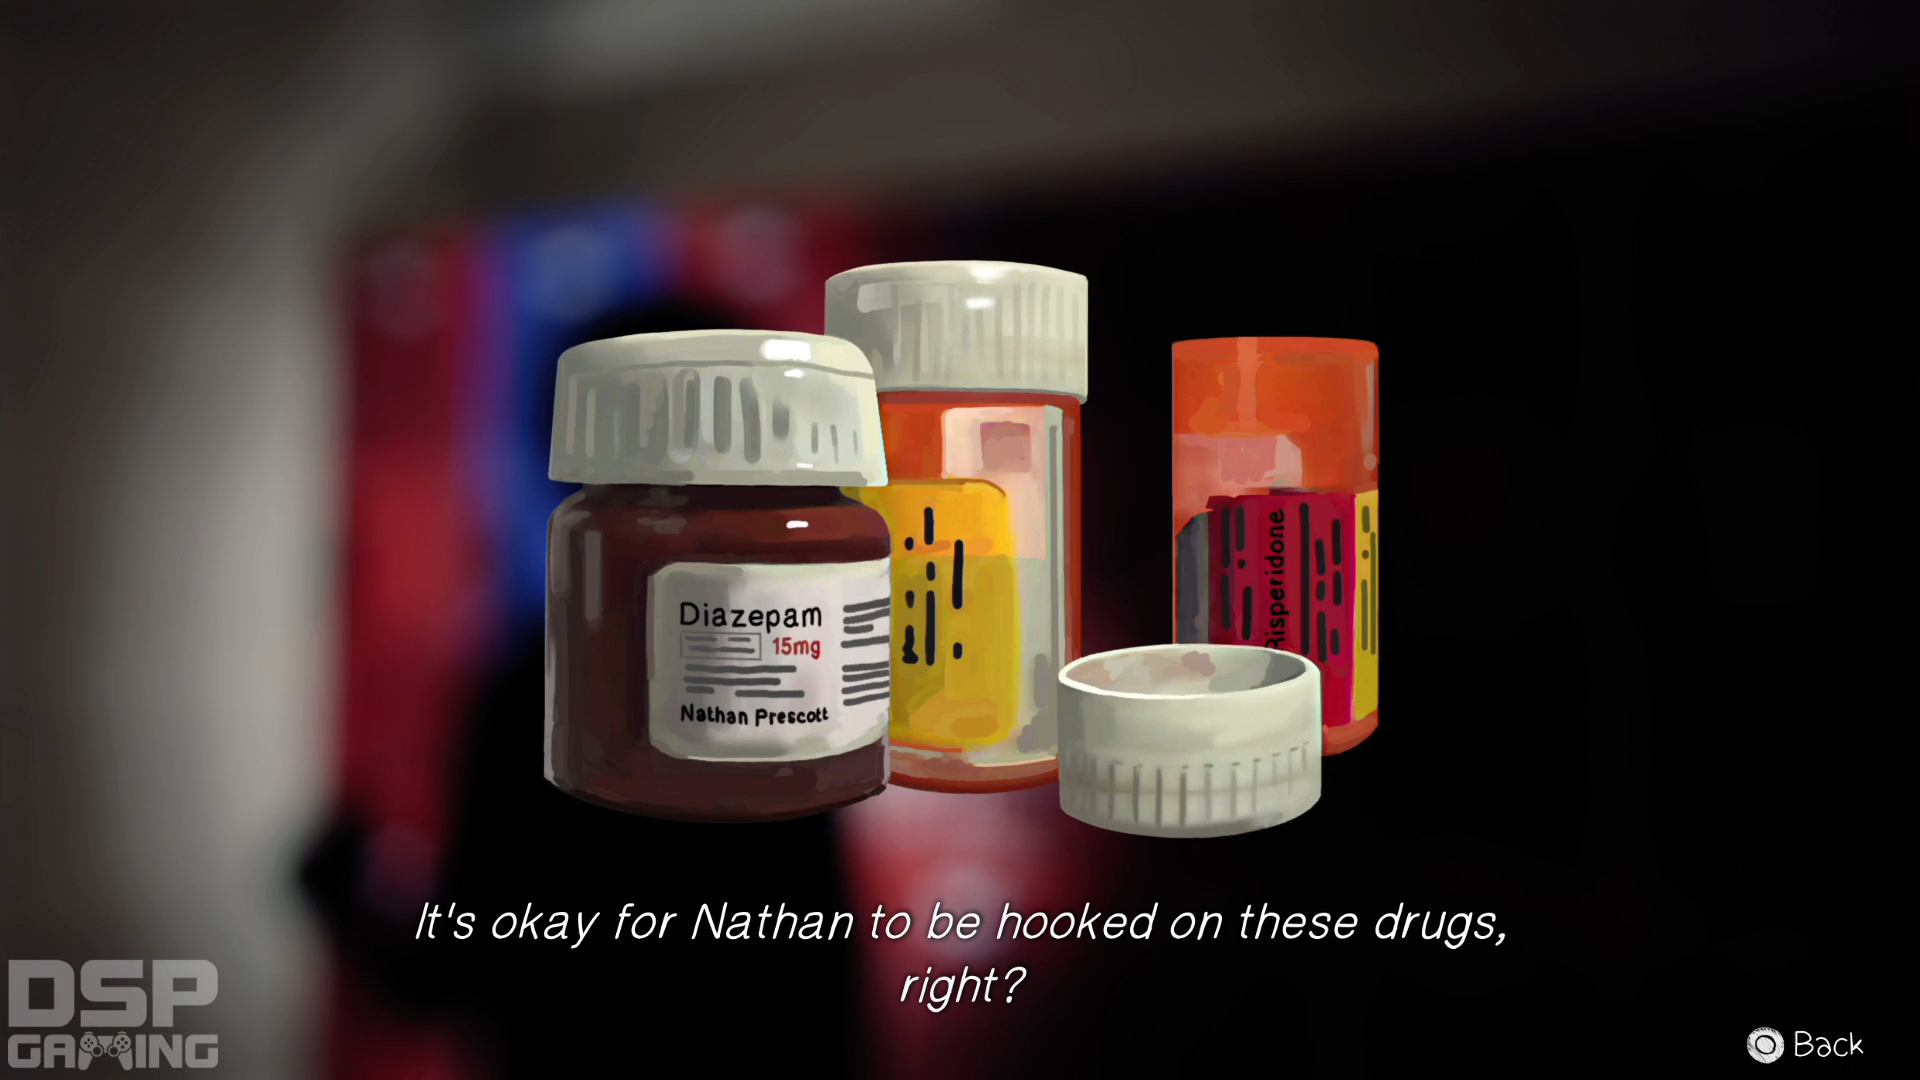 Diazepam
15mg
Nathan Prescott
Risperidone
It's okay for Nathan to be hooked on these drugs,
right?
DSP
GAMING
Back